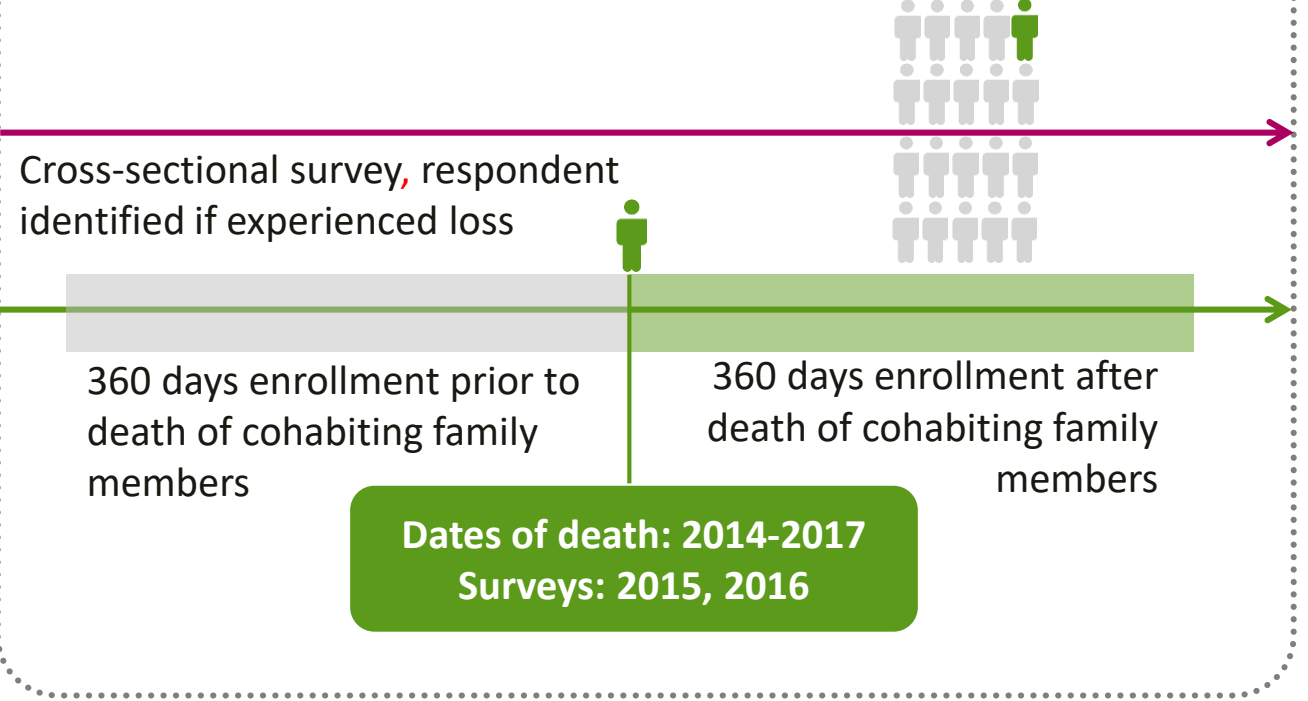 Cross-sectional survey, respondent
identified if experienced loss
360 days enrollment prior to
death of cohabiting family
members
360 days enrollment after
death of cohabiting family
members
Dates of death: 2014-2017
Surveys: 2015, 2016